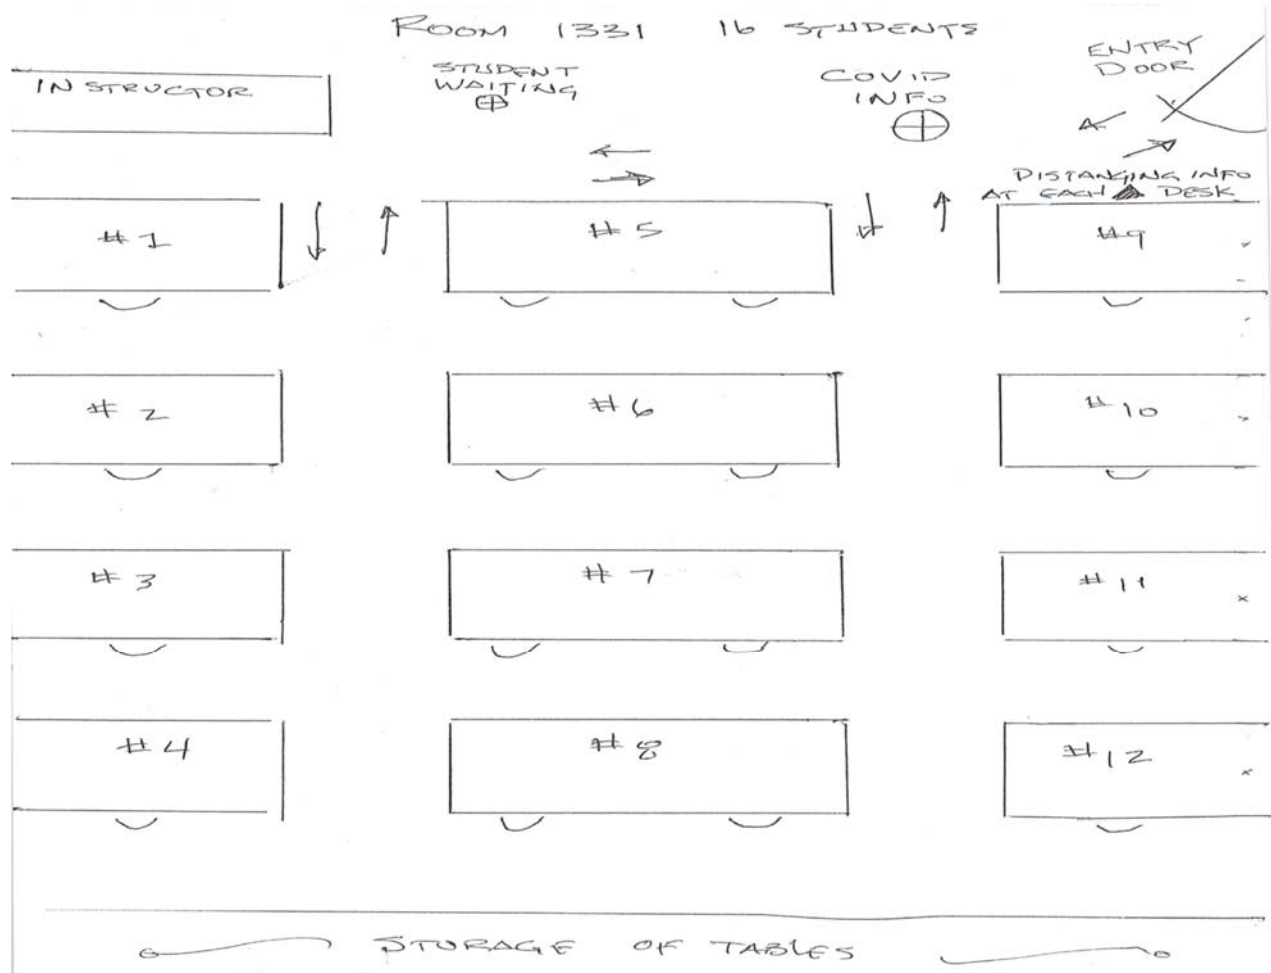 ROOM 1331 16 STUDENTS
INSTRUCTOR
STUDENT
WAITING
COVID
INFO
ENTRY
DOOR
DISTANCING INFO
AT EACH DESK
#1
#5
#9
#2
#6
#10
#3
#7
#11
#4
#8
#12
STORAGE OF TABLES